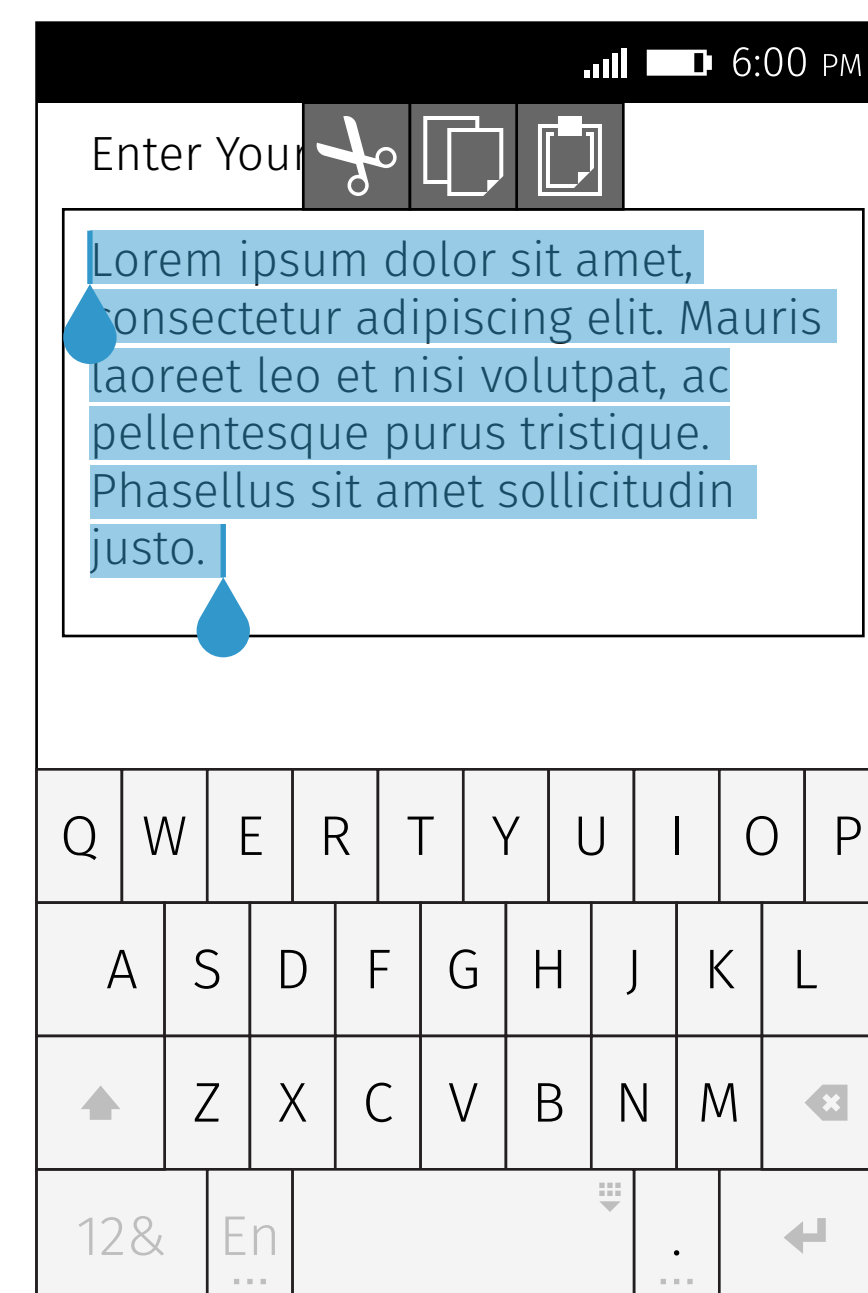 6:00 PM
Enter Your
Lorem ipsum dolor sit amet,
consectetur adipiscing elit. Mauris
laoreet leo et nisi volutpat, ac
pellentesque purus tristique.
Phasellus sit amet sollicitudin
justo.
Q W E R T Y U I O P
A S D F G H J K L
Z X C V B N M
12& En .